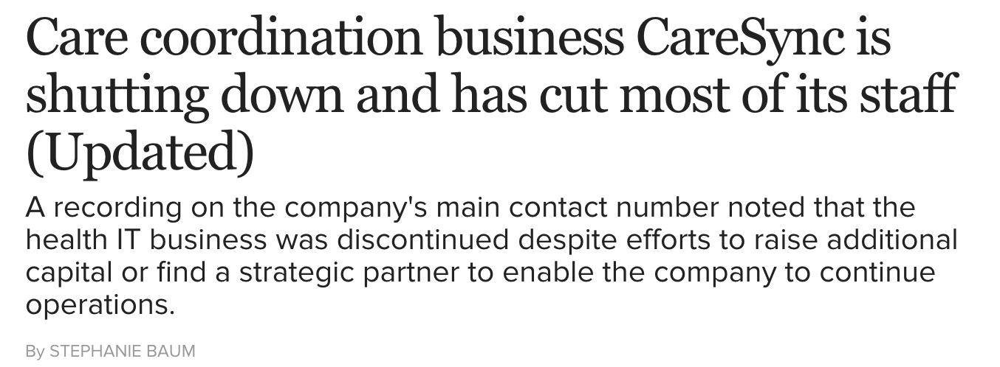 Care coordination business CareSync is
shutting down and has cut most of its staff
(Updated)
A recording on the company's main contact number noted that the
health IT business was discontinued despite efforts to raise additional
capital or find a strategic partner to enable the company to continue
operations.
By STEPHANIE BAUM